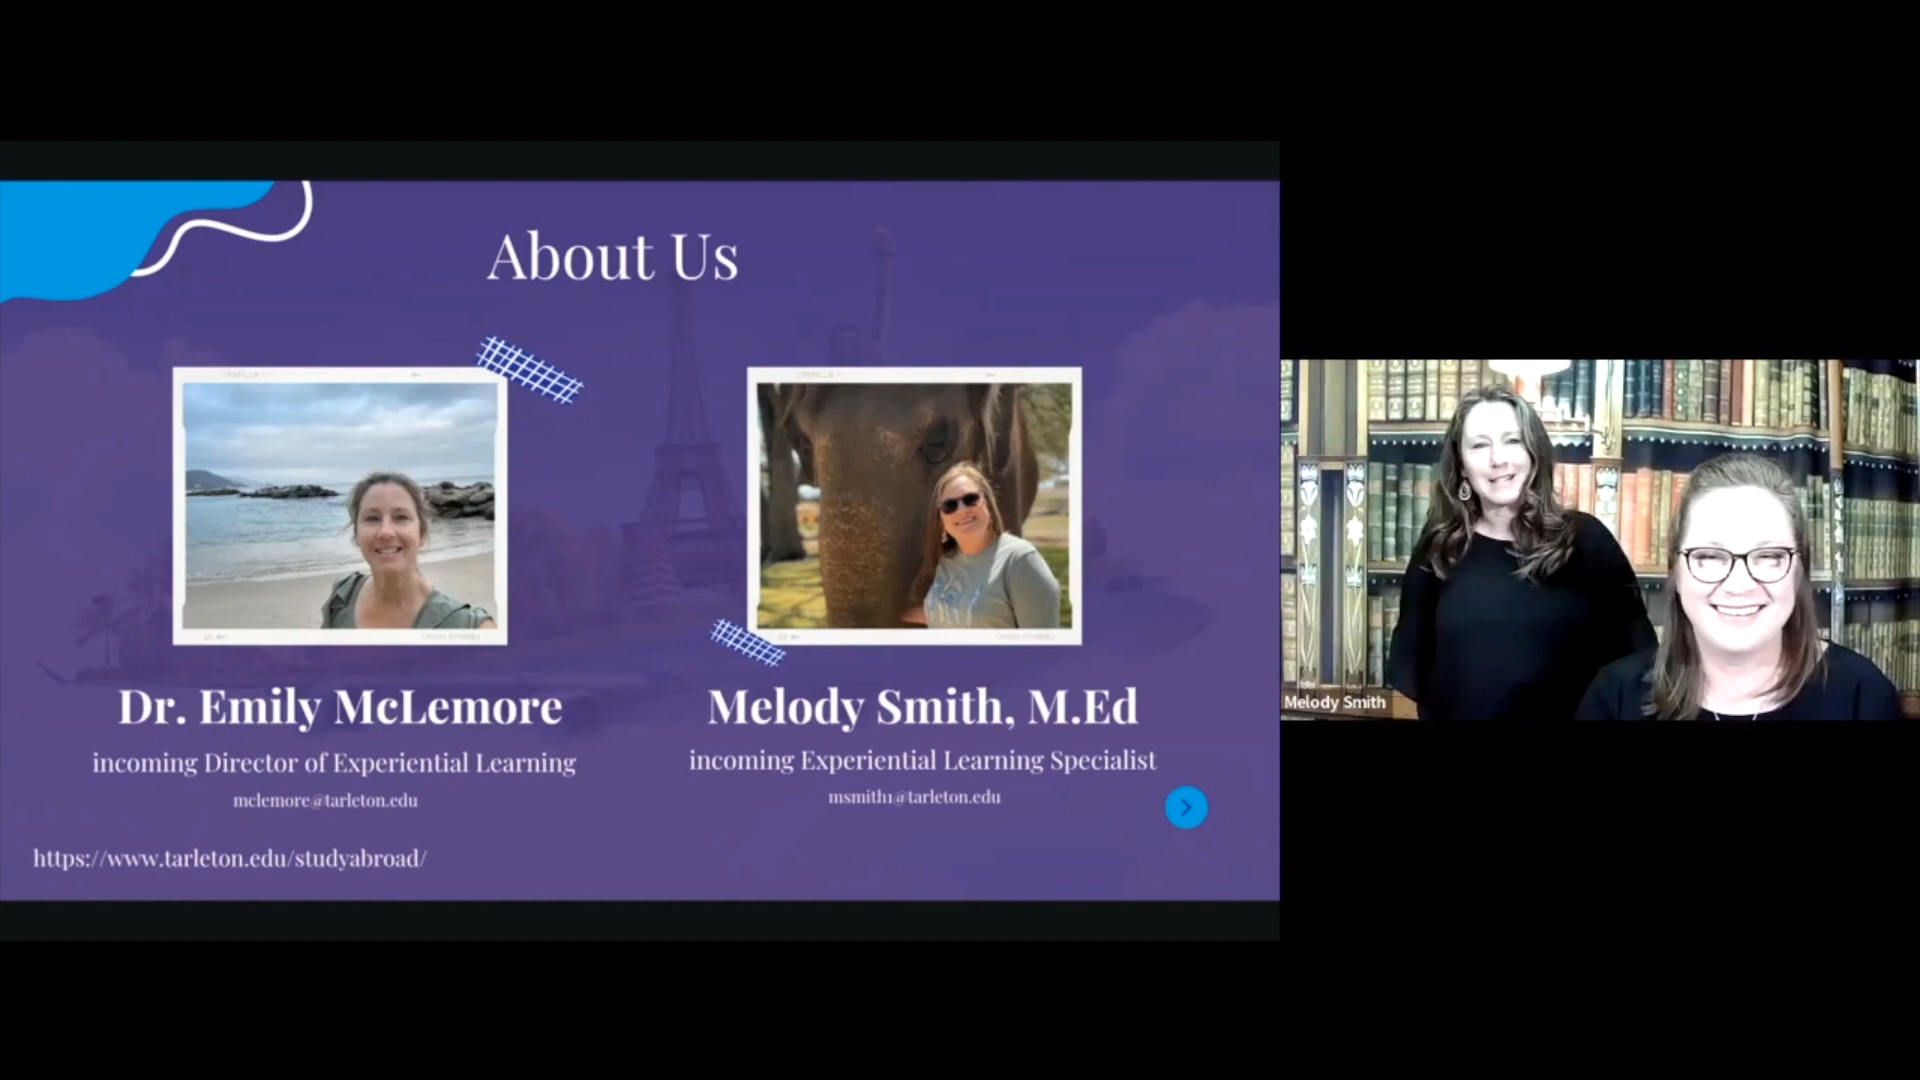 About Us
Dr. Emily McLemore
incoming Director of Experiential Learning
mclemore@tarleton.edu
Melody Smith, M.Ed
incoming Experiential Learning Specialist
msmith1@tarleton.edu
https://www.tarleton.edu/studyabroad/
Melody Smith